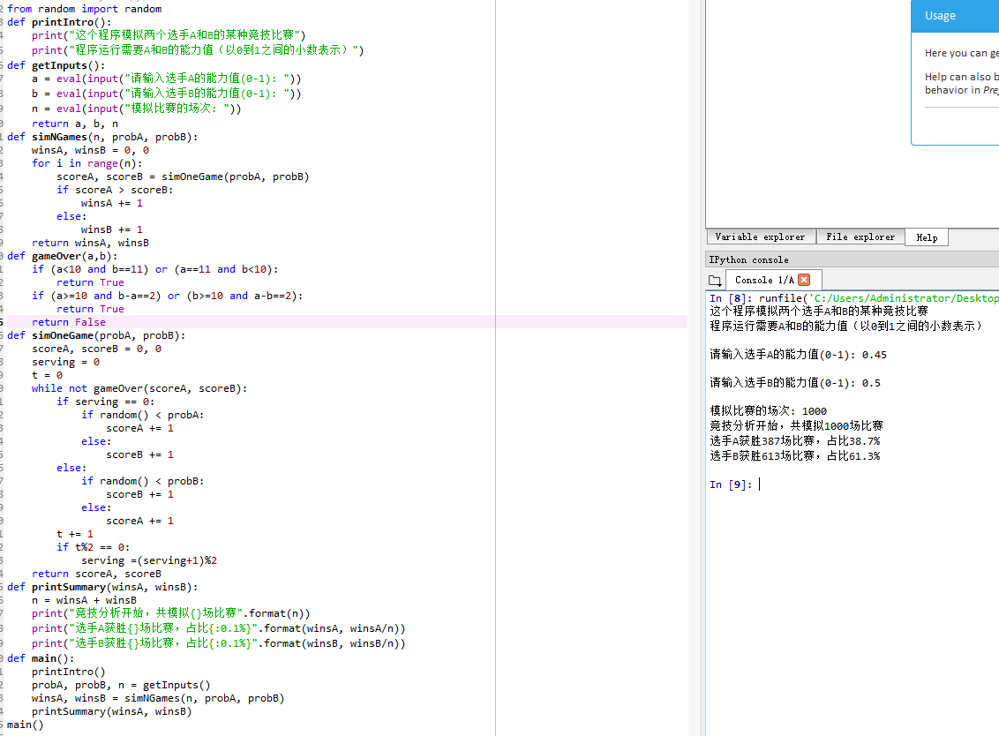 from random import random
def printIntro():
    print("这个程序模拟两个选手A和B的某种竞技比赛")
    print("程序运行需要A和B的能力值（以0到1之间的小数表示）")
def getInputs():
    a = eval(input("请输入选手A的能力值(0-1): "))
    b = eval(input("请输入选手B的能力值(0-1): "))
    n = eval(input("模拟比赛的场次: "))
    return a, b, n
def simNGames(n, probA, probB):
    winsA, winsB = 0, 0
    for i in range(n):
        scoreA, scoreB = simOneGame(probA, probB)
        if scoreA > scoreB:
            winsA += 1
        else:
            winsB += 1
    return winsA, winsB
def gameOver(a,b):
    if (a<10 and b==11) or (a==11 and b<10):
        return True
    if (a>=10 and b-a==2) or (b>=10 and a-b==2):
        return True
    return False
def simOneGame(probA, probB):
    scoreA, scoreB = 0, 0
    serving = 0
    t = 0
    while not gameOver(scoreA, scoreB):
        if serving == 0:
            if random() < probA:
                scoreA += 1
            else:
                scoreB += 1
        else:
            if random() < probB:
                scoreB += 1
            else:
                scoreA += 1
        t += 1
        if t%2 == 0:
            serving =(serving+1)%2
    return scoreA, scoreB
def printSummary(winsA, winsB):
    n = winsA + winsB
    print("竞技分析开始，共模拟{}场比赛".format(n))
    print("选手A获胜{}场比赛，占比{:0.1%}".format(winsA, winsA/n))
    print("选手B获胜{}场比赛，占比{:0.1%}".format(winsB, winsB/n))
def main():
    printIntro()
    probA, probB, n = getInputs()
    winsA, winsB = simNGames(n, probA, probB)
    printSummary(winsA, winsB)
main()
Usage
Here you can ge
Help can also b
behavior in Pre
Variable explorer File explorer Help
IPython console
Console 1/A
In [8]: runfile('C:/Users/Administrator/Desktop
这个程序模拟两个选手A和B的某种竞技比赛
程序运行需要A和B的能力值（以0到1之间的小数表示）
请输入选手A的能力值(0-1): 0.45
请输入选手B的能力值(0-1): 0.5
模拟比赛的场次: 1000
竞技分析开始，共模拟1000场比赛
选手A获胜387场比赛，占比38.7%
选手B获胜613场比赛，占比61.3%
In [9]: